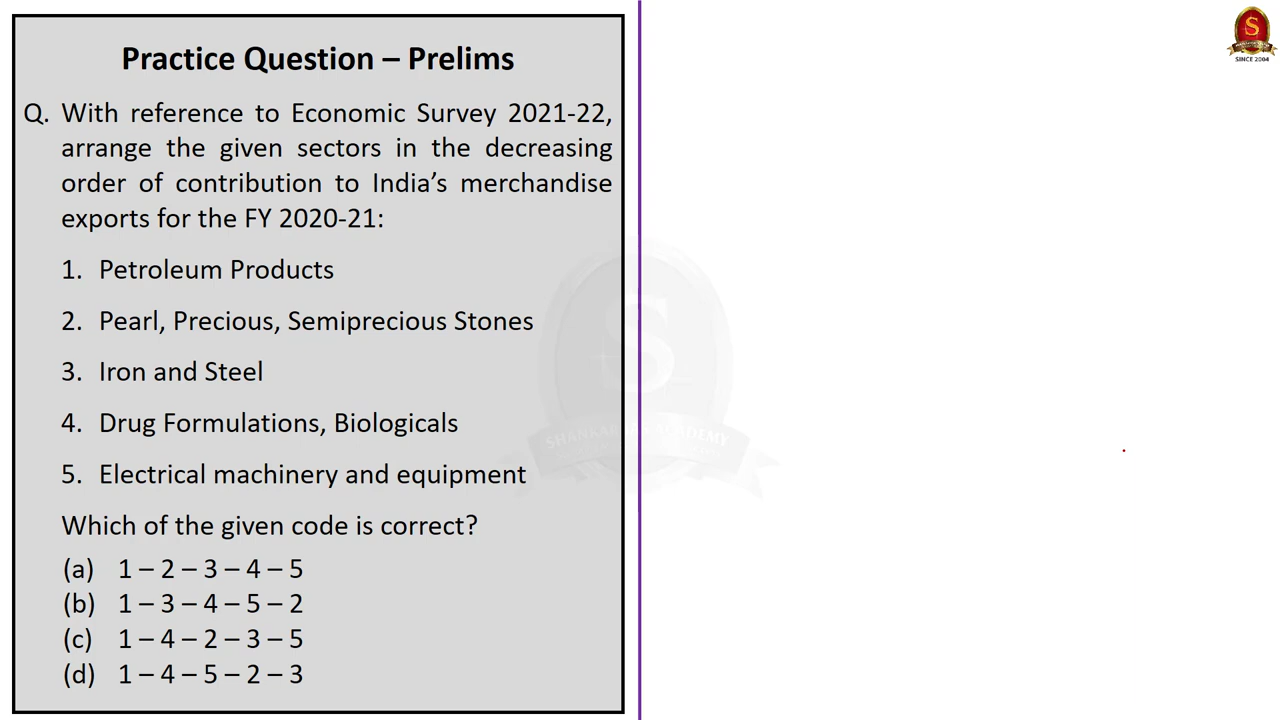 Practice Question – Prelims
Q. With reference to Economic Survey 2021-22,
arrange the given sectors in the decreasing
order of contribution to India’s merchandise
exports for the FY 2020-21:
1. Petroleum Products
2. Pearl, Precious, Semiprecious Stones
3. Iron and Steel
4. Drug Formulations, Biologicals
5. Electrical machinery and equipment
Which of the given code is correct?
(a) 1 – 2 – 3 – 4 – 5
(b) 1 – 3 – 4 – 5 – 2
(c) 1 – 4 – 2 – 3 – 5
(d) 1 – 4 – 5 – 2 – 3
S
SINCE 2004
S